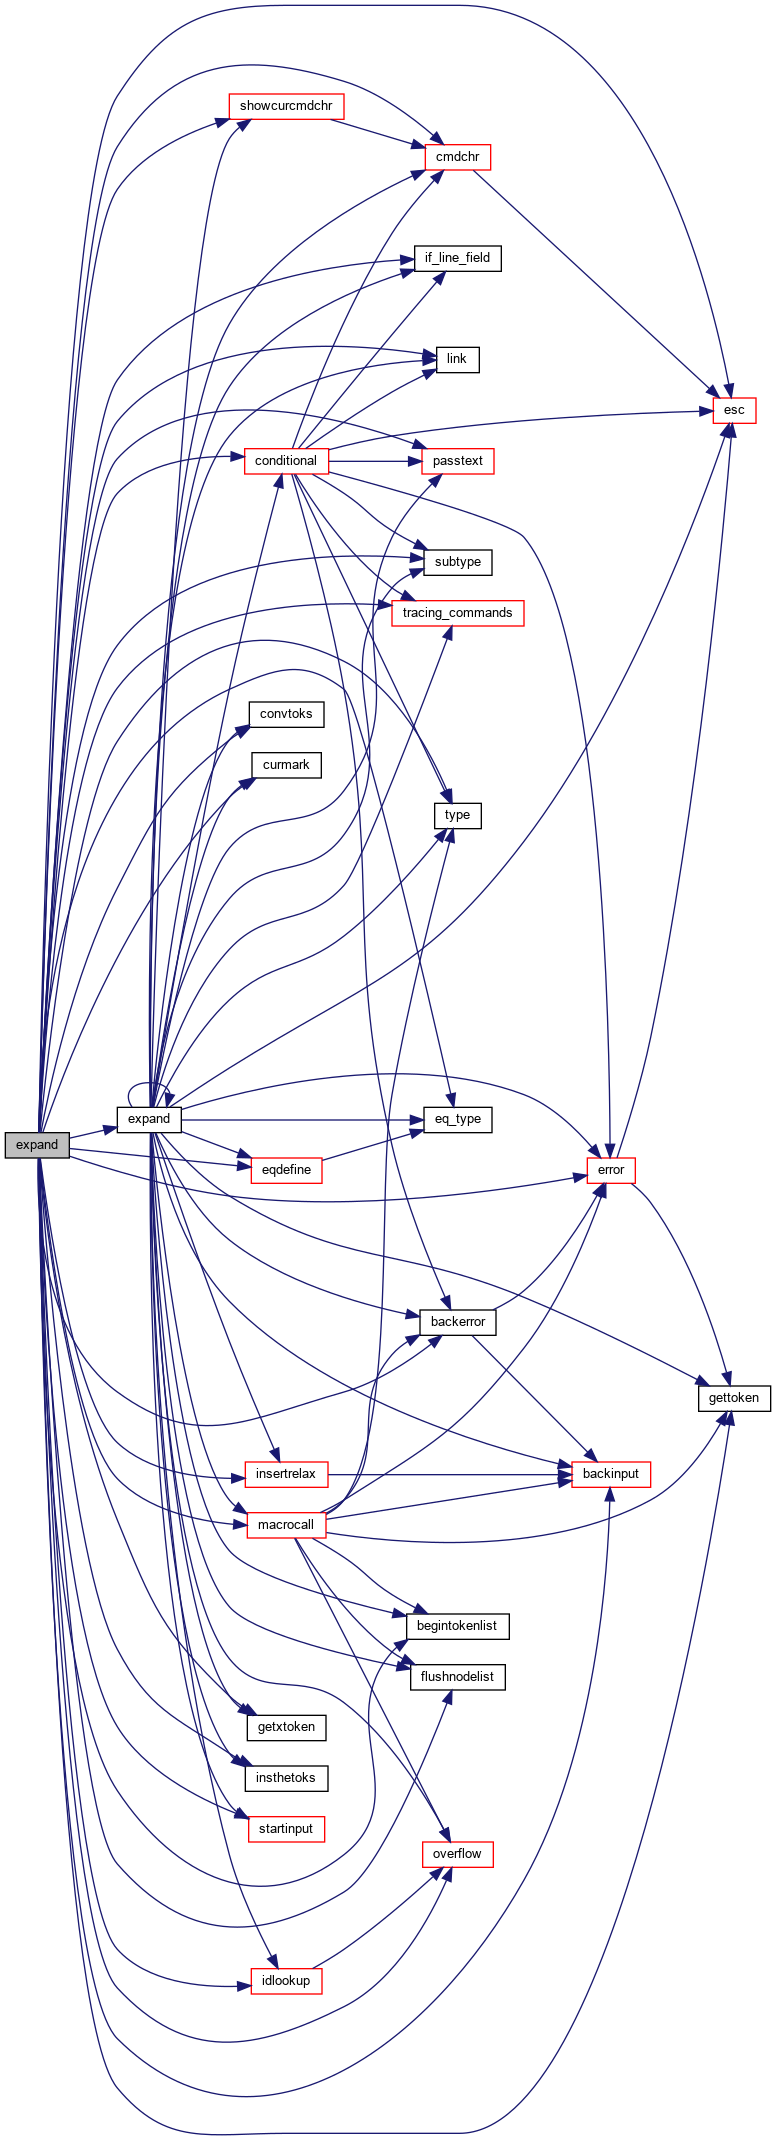 showcurcmdchr
cmdchr
if_line_field
link
esc
conditional
passtext
subtype
tracing_commands
convtoks
curmark
type
expand
eq_type
expand
eqdefine
error
backerror
gettoken
insertrelax
backinput
macrocall
begintokenlist
flushnodelist
getxtoken
insthetoks
startinput
overflow
idlookup